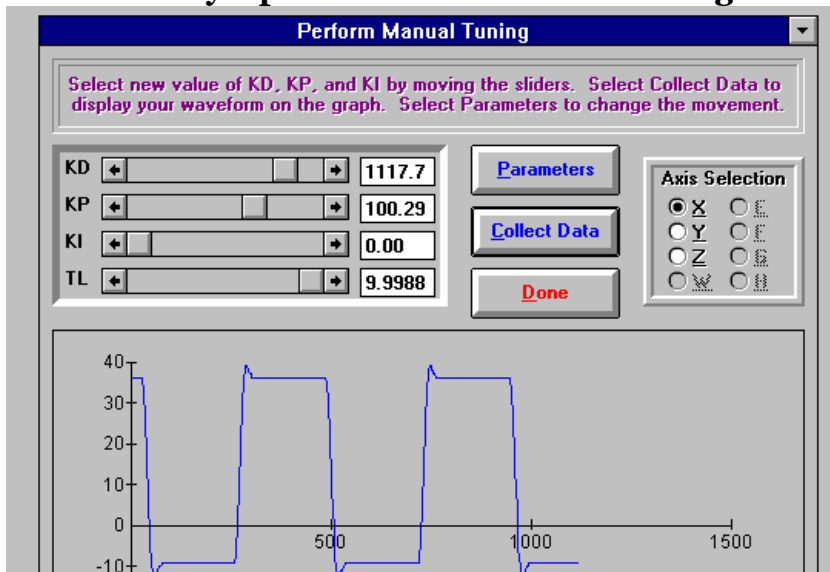 Perform Manual Tuning
Select new value of KD, KP, and KI by moving the sliders. Select Collect Data to
display your waveform on the graph. Select Parameters to change the movement.
KD 1117.7
KP 100.29
KI 0.00
TL 9.9988
Parameters
Collect Data
Done
Axis Selection
X E
Y
Z G
W H
40
30
20
10
0
-10
500 1000 1500